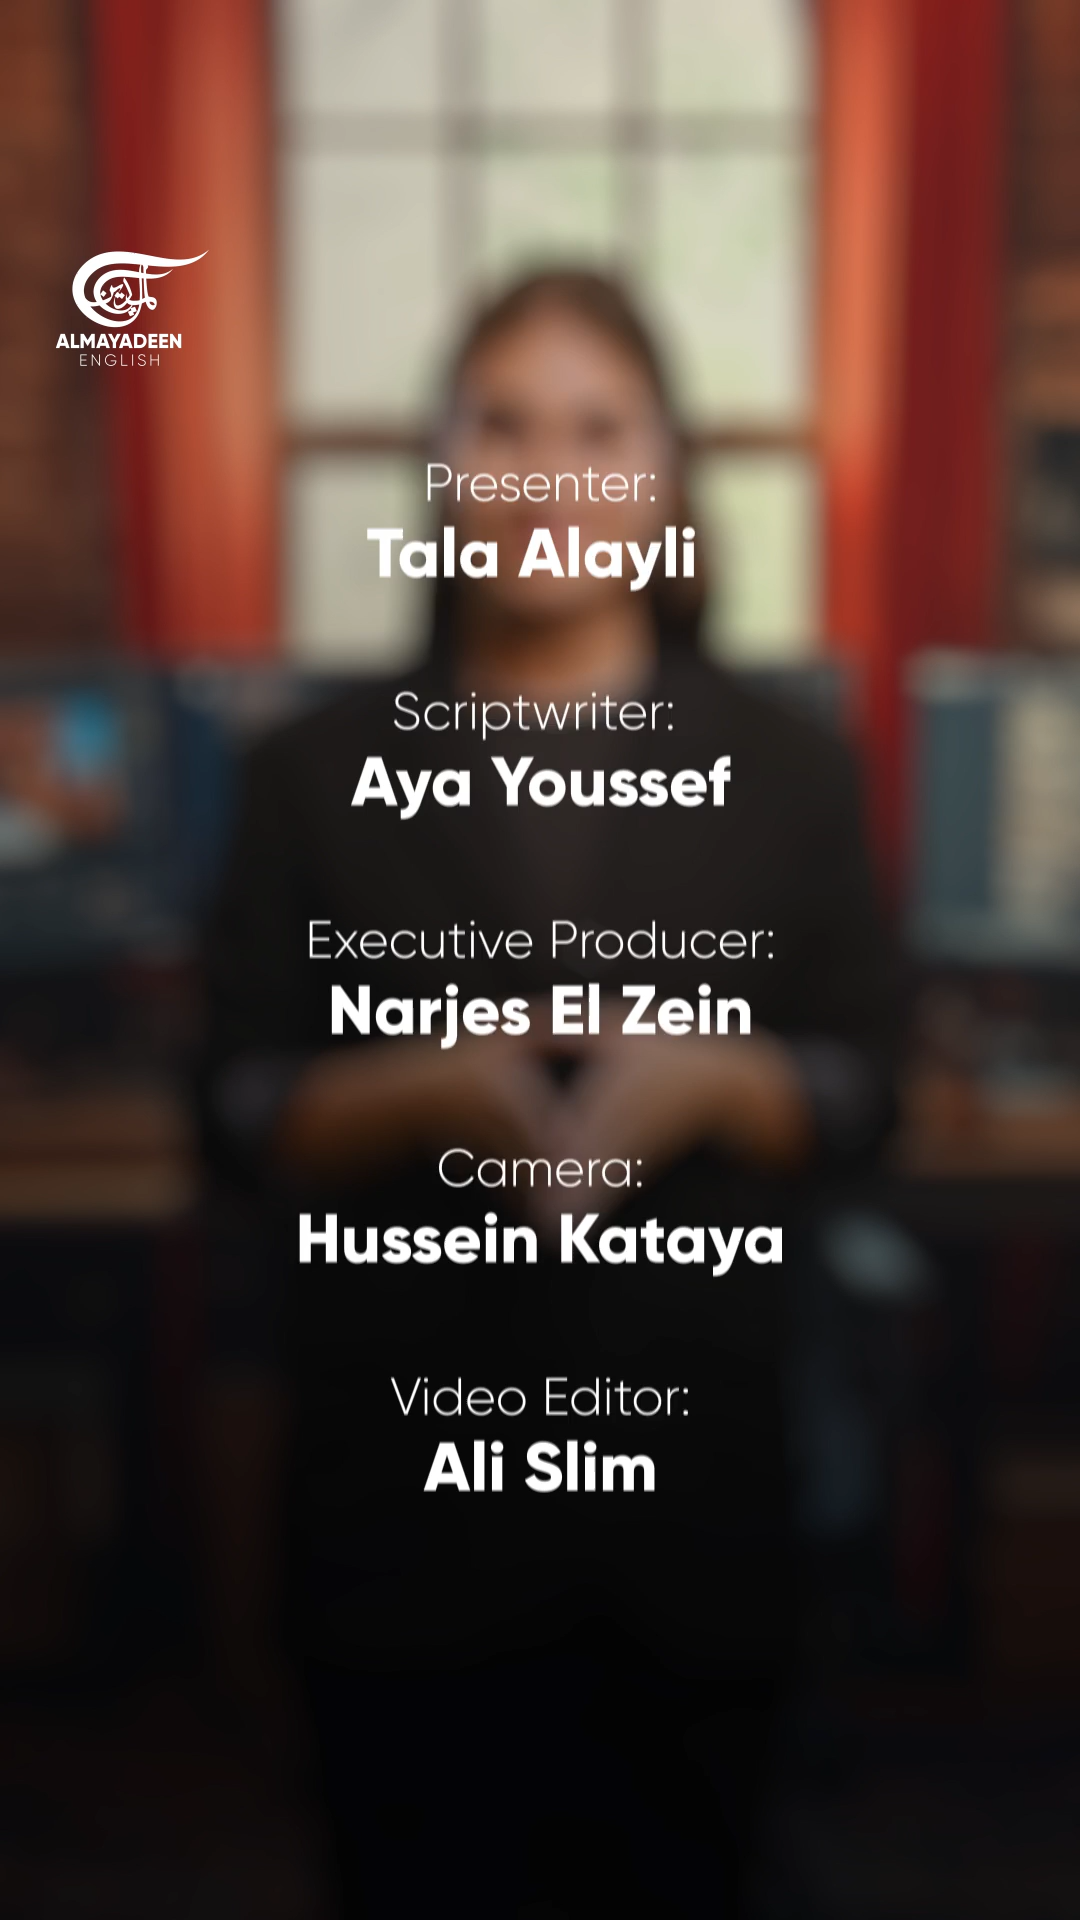 الميادين
ALMAYADEEN
ENGLISH
Presenter:
Tala Alayli
Scriptwriter:
Aya Youssef
Executive Producer:
Narjes El Zein
Camera:
Hussein Kataya
Video Editor:
Ali Slim